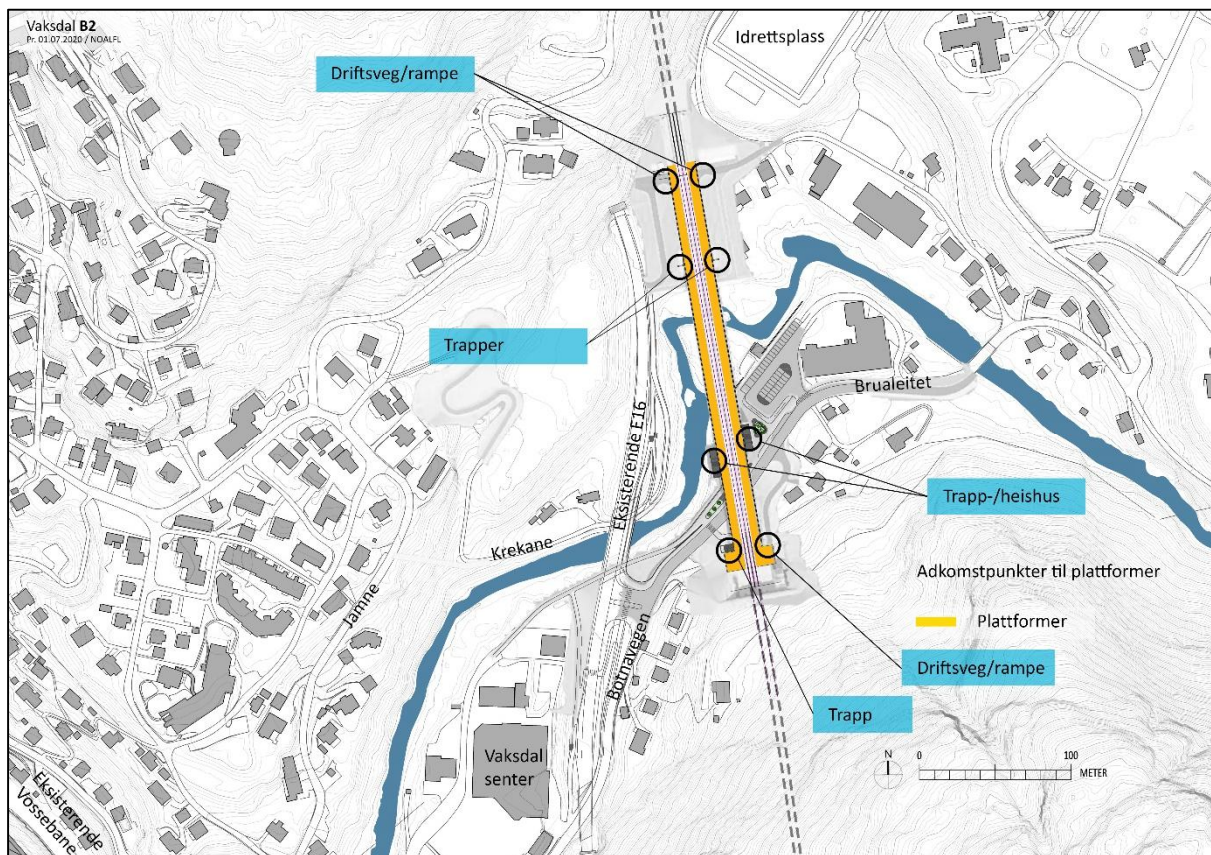 Vaksdal B2
Pr. 01.07.2020 / NOALFL
Idrettsplass
Driftsveg/rampe
Trapper
Brualeitet
Eksisterende E16
Trapp-/heishus
Krekane
Jamne
Adkomstpunkter til plattformer
Plattformer
Botnavegen
Driftsveg/rampe
Trapp
Vaksdal
senter
N
0
100
METER
Eksisterende
Vossebane